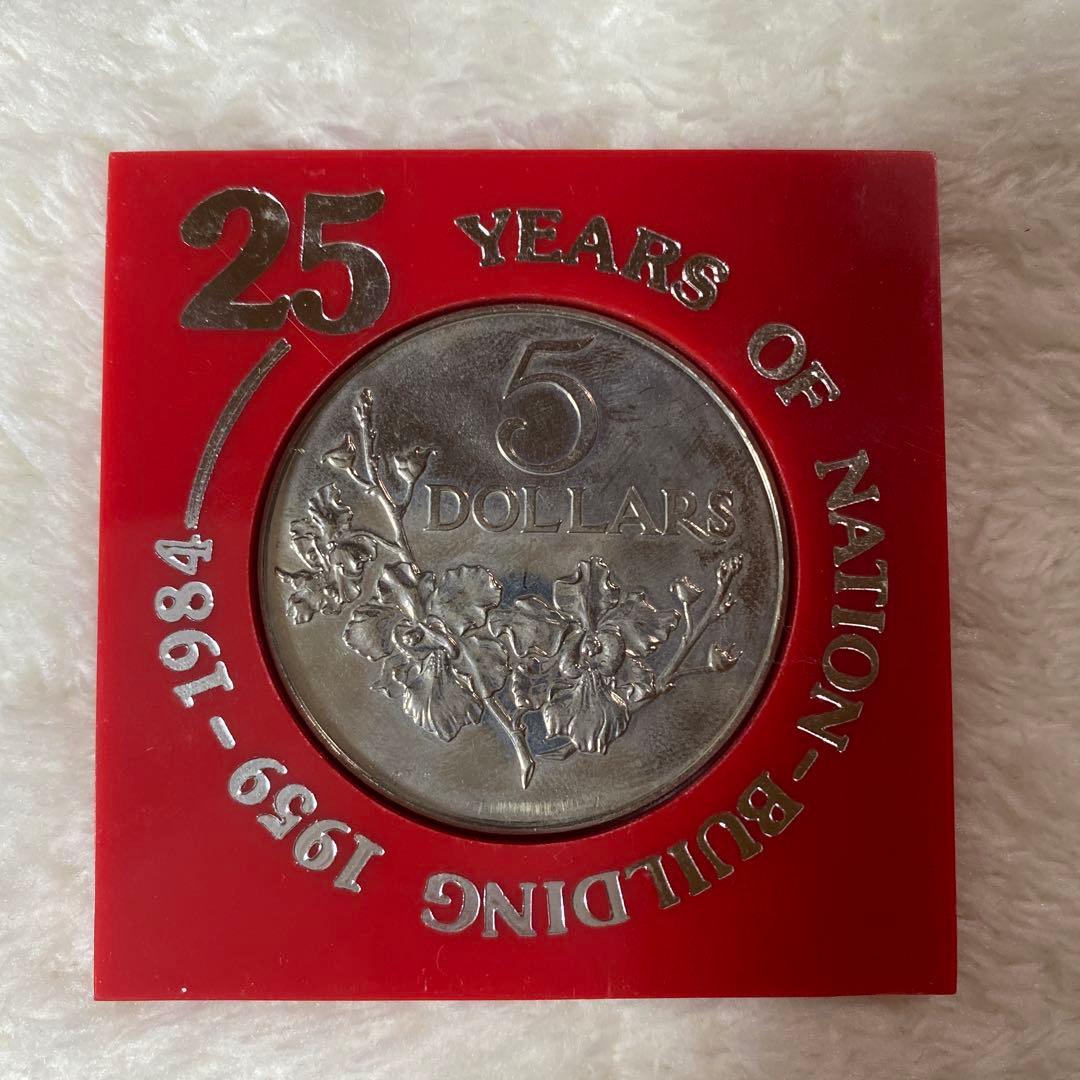 25 YEARS OF NATION-BUILDING 1959-1984
5
DOLLARS